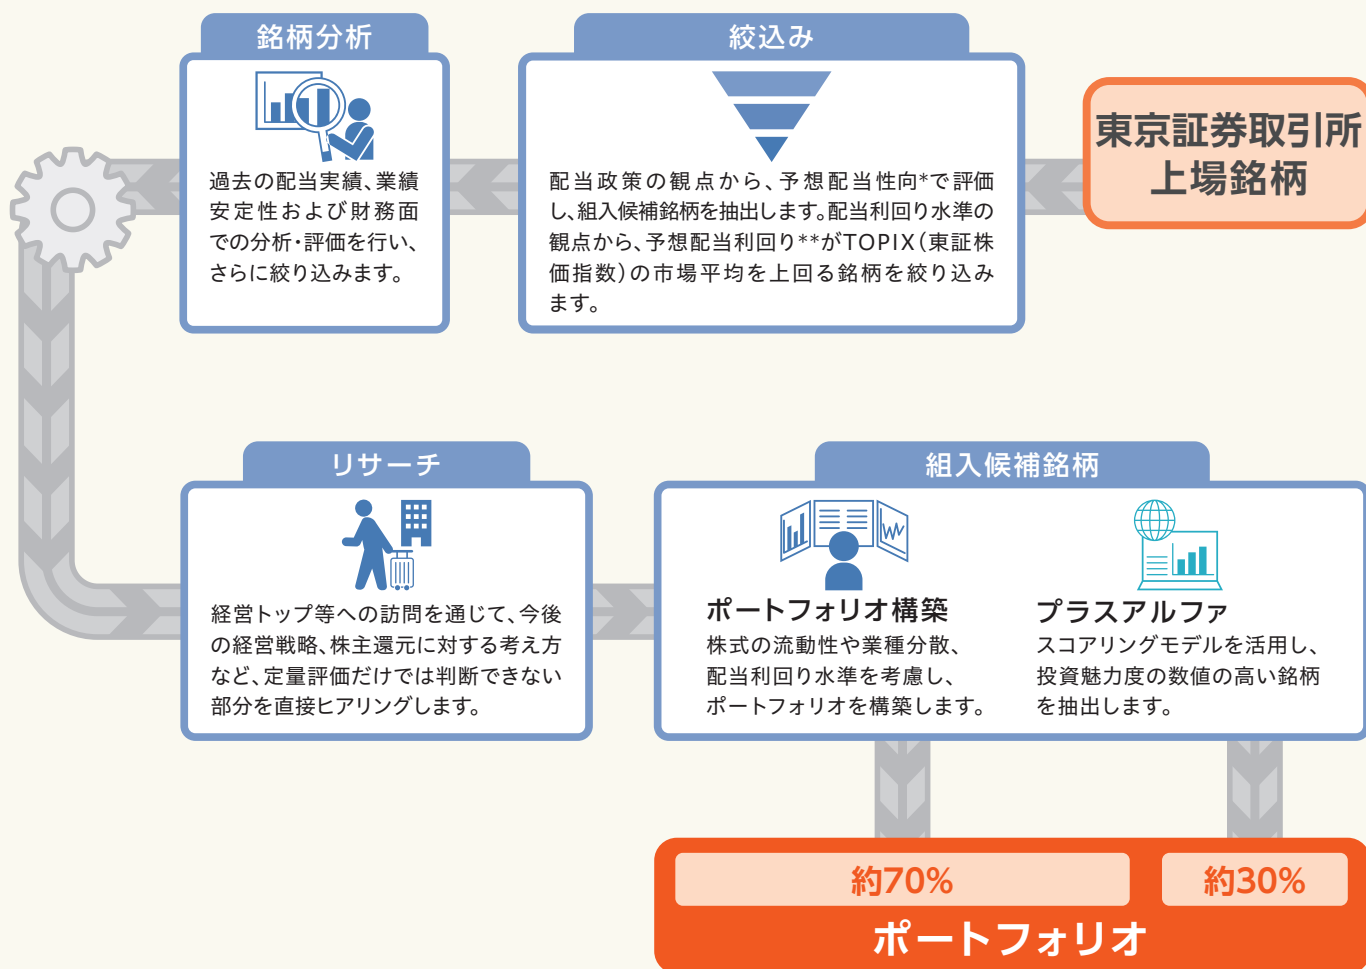 東京証券取引所
上場銘柄
絞込み
配当政策の観点から、予想配当性向*で評価
し、組入候補銘柄を抽出します。配当利回り水準の
観点から、予想配当利回り**がTOPIX(東証株
価指数)の市場平均を上回る銘柄を絞り込み
ます。
銘柄分析
過去の配当実績、業績
安定性および財務面
での分析・評価を行い、
さらに絞り込みます。
リサーチ
経営トップ等への訪問を通じて、今後
の経営戦略、株主還元に対する考え方
など、定量評価だけでは判断できない
部分を直接ヒアリングします。
組入候補銘柄
ポートフォリオ構築
株式の流動性や業種分散、
配当利回り水準を考慮し、
ポートフォリオを構築します。
プラスアルファ
スコアリングモデルを活用し、
投資魅力度の数値の高い銘柄
を抽出します。
約70%
約30%
ポートフォリオ